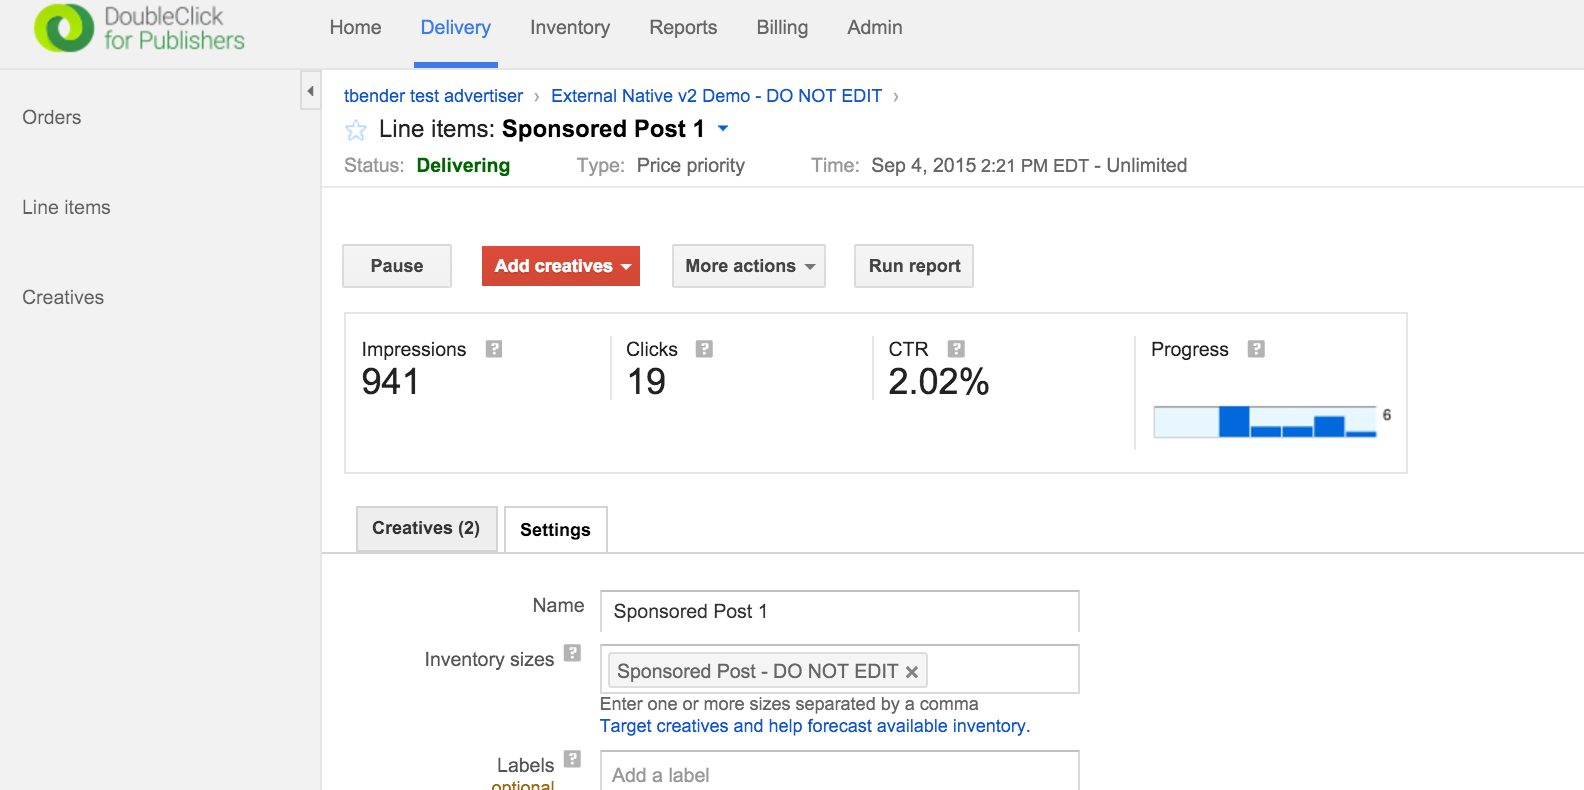 DoubleClick
for Publishers
Home Delivery Inventory Reports Billing Admin
Orders
Line items
Creatives
tbender test advertiser › External Native v2 Demo - DO NOT EDIT ›
Line items: Sponsored Post 1
Status: Delivering Type: Price priority Time: Sep 4, 2015 2:21 PM EDT - Unlimited
Pause Add creatives More actions Run report
Impressions ? Clicks ? CTR ? Progress ?
941 19 2.02%
6
Creatives (2) Settings
Name Sponsored Post 1
Inventory sizes ? Sponsored Post - DO NOT EDIT ×
Enter one or more sizes separated by a comma
Target creatives and help forecast available inventory.
Labels ? Add a label
optional